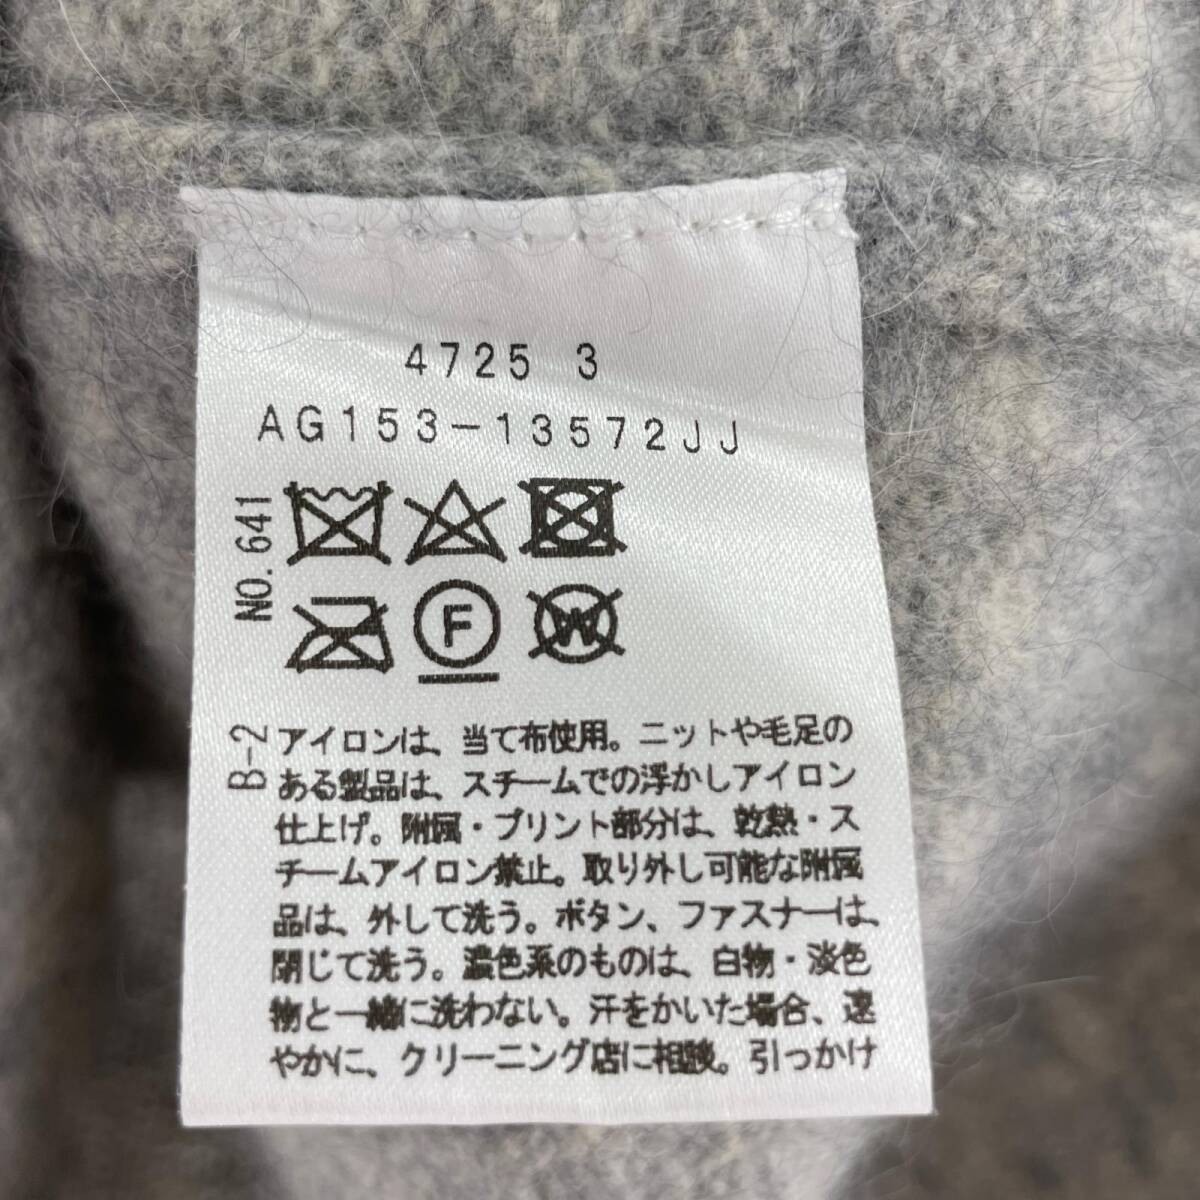 4725 3
AG153-13572JJ
NO.641
F
W
B-2
アイロンは、当て布使用。ニットや毛足の
ある製品は、スチームでの浮かしアイロン
仕上げ。附属・プリント部分は、乾熱・ス
チームアイロン禁止。取り外し可能な附属
品は、外して洗う。ボタン、ファスナーは、
閉じて洗う。濃色系のものは、白物・淡色
物と一緒に洗わない。汗をかいた場合、速
やかに、クリーニング店に相談。引っかけ